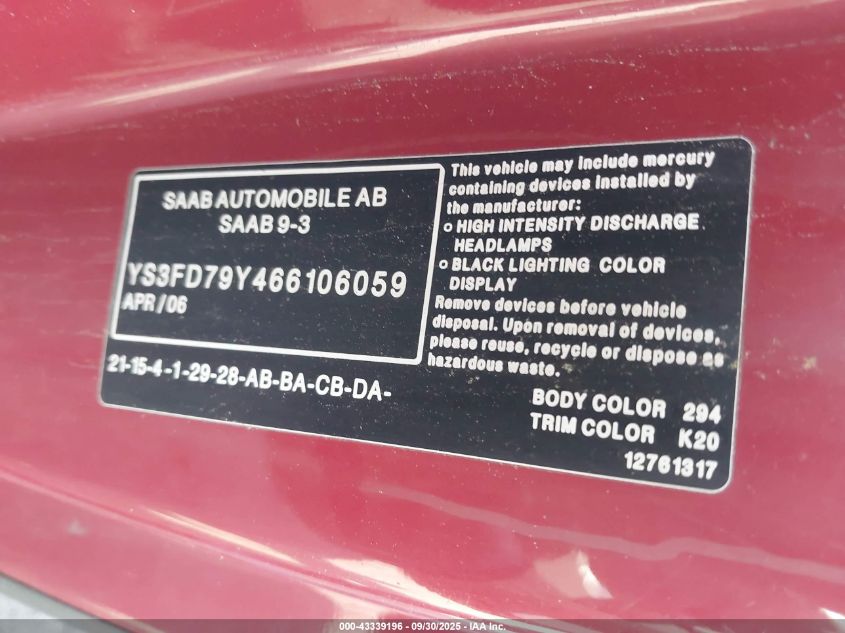 SAAB AUTOMOBILE AB
SAAB 9-3
YS3FD79Y466106059
APR/06
21-15-4-1-29-28-AB-BA-CB-DA-
This vehicle may include mercury
containing devices installed by
the manufacturer:
o HIGH INTENSITY DISCHARGE
HEADLAMPS
o BLACK LIGHTING COLOR
DISPLAY
Remove devices before vehicle
disposal. Upon removal of devices,
please reuse, recycle or dispose as
hazardous waste.
BODY COLOR 294
TRIM COLOR K20
12761317
000-43339196 - 09/30/2025 - IAA Inc.